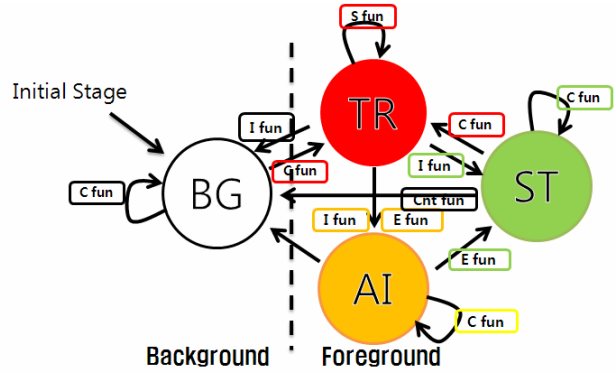 S fun
Initial Stage
TR
C fun
I fun
C fun
I fun
C fun
C fun
BG
ST
Cnt fun
I fun
E fun
E fun
AI
C fun
Background
Foreground